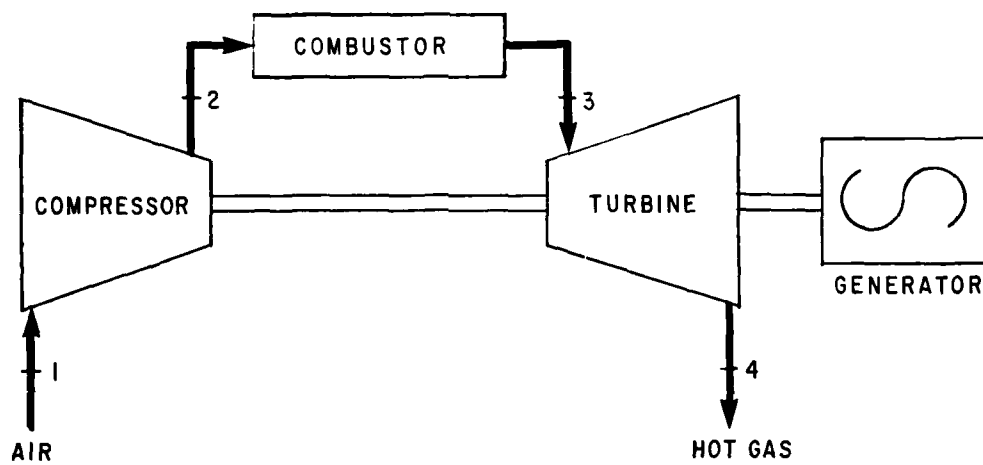 COMBUSTOR
2
3
COMPRESSOR
TURBINE
GENERATOR
1
4
AIR
HOT GAS